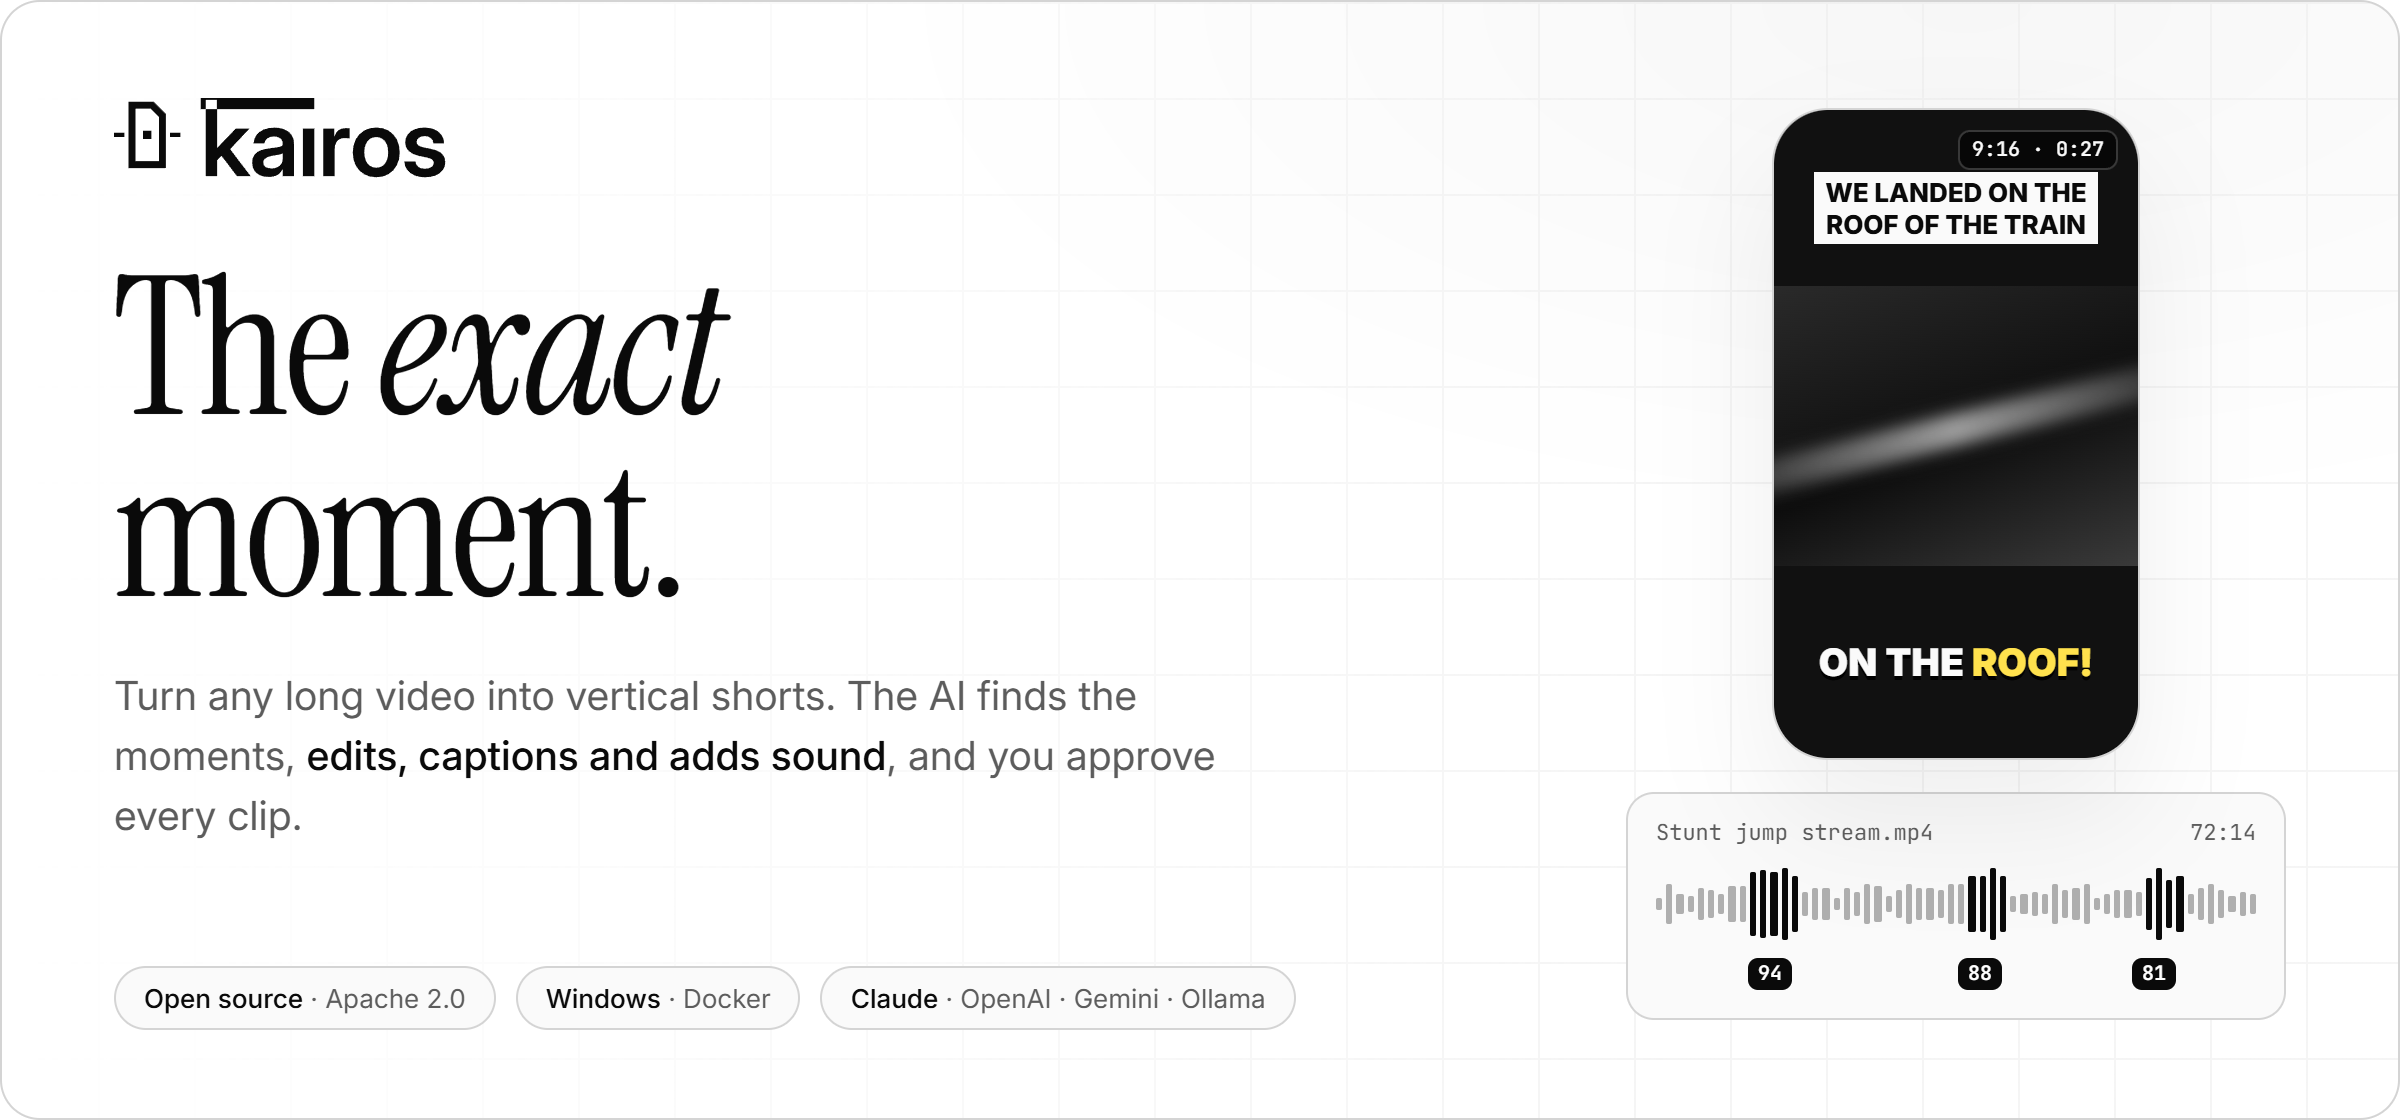 kairos
The exact
moment.
Turn any long video into vertical shorts. The AI finds the
moments, edits, captions and adds sound, and you approve
every clip.
Open source · Apache 2.0
Windows · Docker
Claude · OpenAI · Gemini · Ollama
9:16 · 0:27
WE LANDED ON THE
ROOF OF THE TRAIN
ON THE ROOF!
Stunt jump stream.mp4
72:14
94
88
81